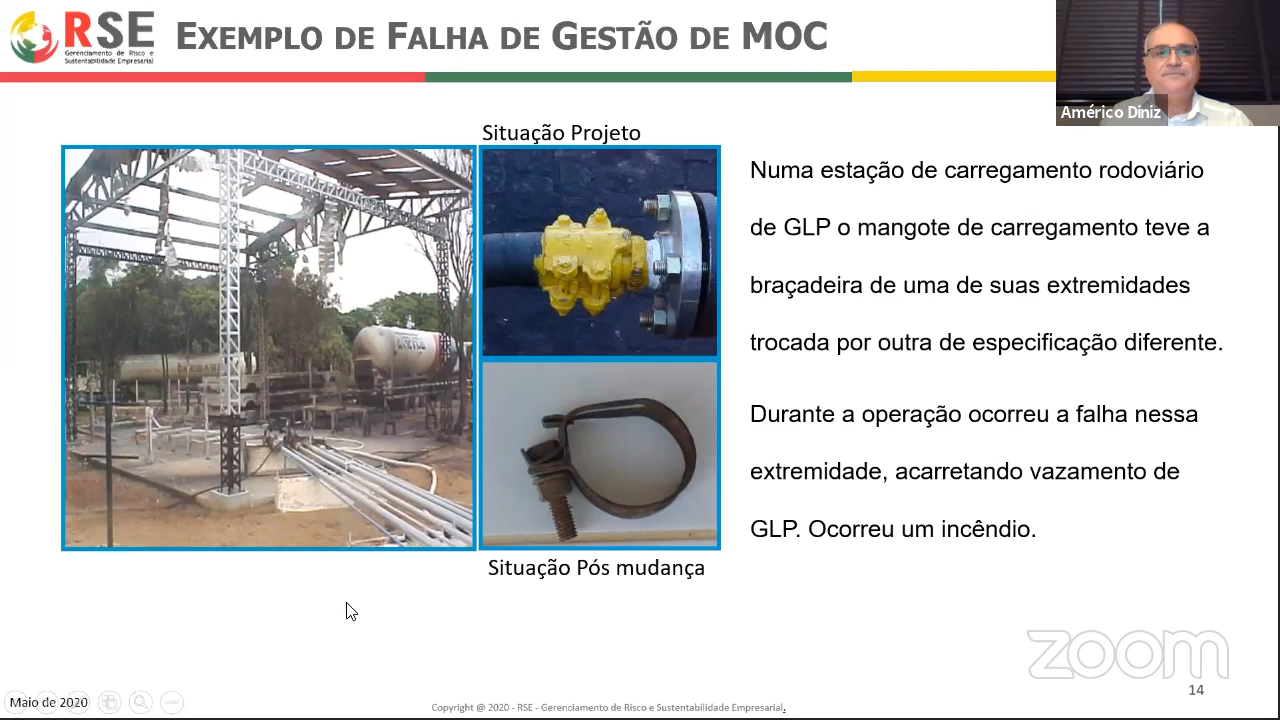 RSE
Gerenciamento de Risco e
Sustentabilidade Empresarial
EXEMPLO DE FALHA DE GESTÃO DE MOC
Américo Diniz
Situação Projeto
Numa estação de carregamento rodoviário
de GLP o mangote de carregamento teve a
braçadeira de uma de suas extremidades
trocada por outra de especificação diferente.
Durante a operação ocorreu a falha nessa
extremidade, acarretando vazamento de
GLP. Ocorreu um incêndio.
Situação Pós mudança
zoom
14
Maio de 2020
Copyright @ 2020 - RSE - Gerenciamento de Risco e Sustentabilidade Empresarial.